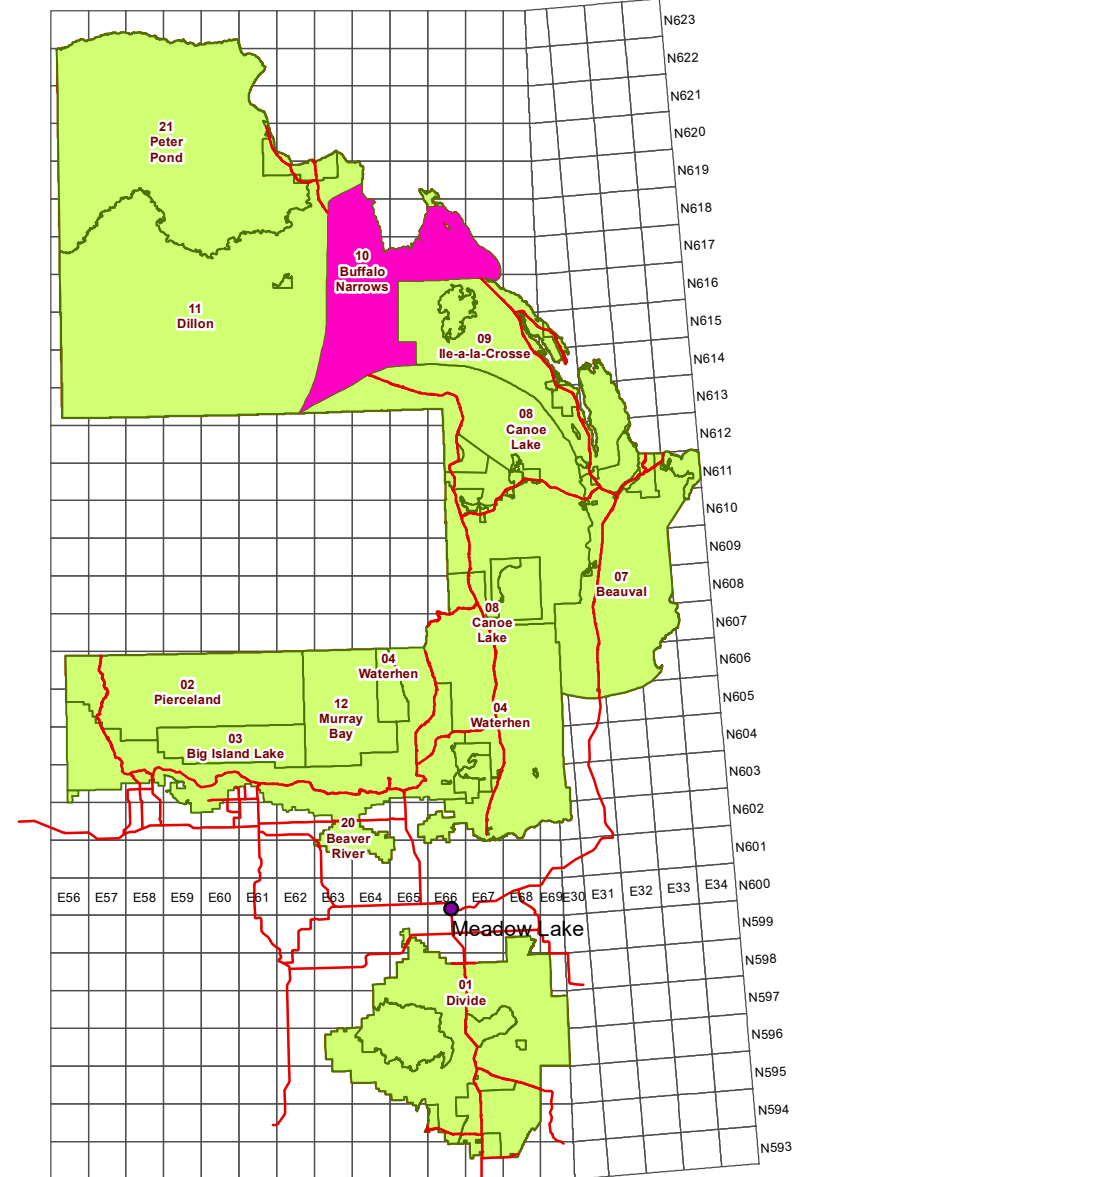 N623
N622
N621
N620
N619
N618
N617
N616
N615
N614
N613
N612
N611
N610
N609
N608
N607
N606
N605
N604
N603
N602
N601
N600
N599
N598
N597
N596
N595
N594
N593
21
Peter
Pond
10
Buffalo
Narrows
11
Dillon
09
Ile-a-la-Crosse
08
Canoe
Lake
07
Beauval
08
Canoe
Lake
04
Waterhen
02
Pierceland
12
Murray
Bay
04
Waterhen
03
Big Island Lake
20
Beaver
River
E56 E57 E58 E59 E60 E61 E62 E63 E64 E65 E66 E67 E68 E69 E30 E31 E32 E33 E34
Meadow Lake
01
Divide